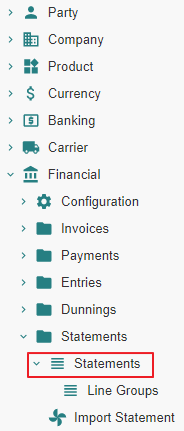 Party
Company
Product
Currency
Banking
Carrier
Financial
Configuration
Invoices
Payments
Entries
Dunnings
Statements
Statements
Line Groups
Import Statement